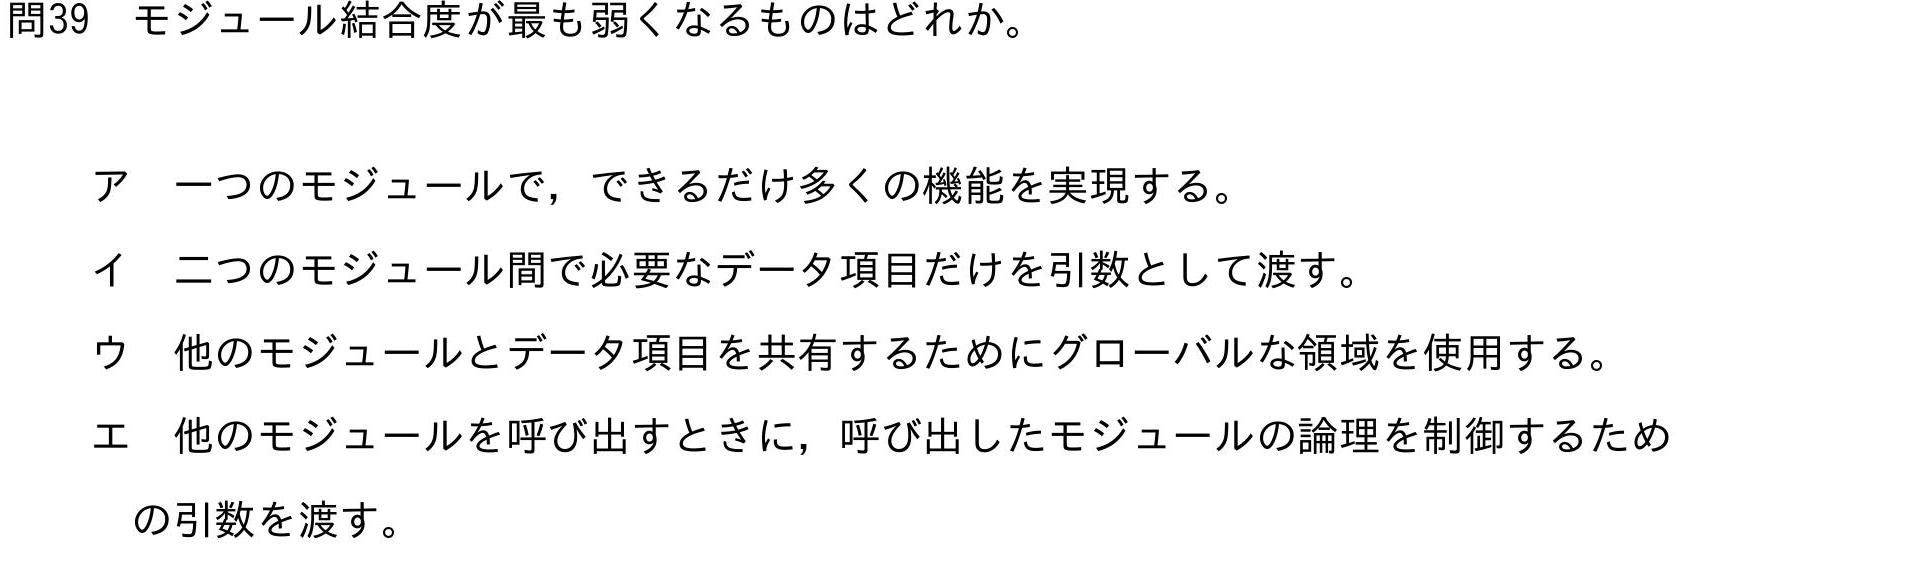 問39　モジュール結合度が最も弱くなるものはどれか。
ア　一つのモジュールで，できるだけ多くの機能を実現する。
イ　二つのモジュール間で必要なデータ項目だけを引数として渡す。
ウ　他のモジュールとデータ項目を共有するためにグローバルな領域を使用する。
エ　他のモジュールを呼び出すときに，呼び出したモジュールの論理を制御するため
の引数を渡す。